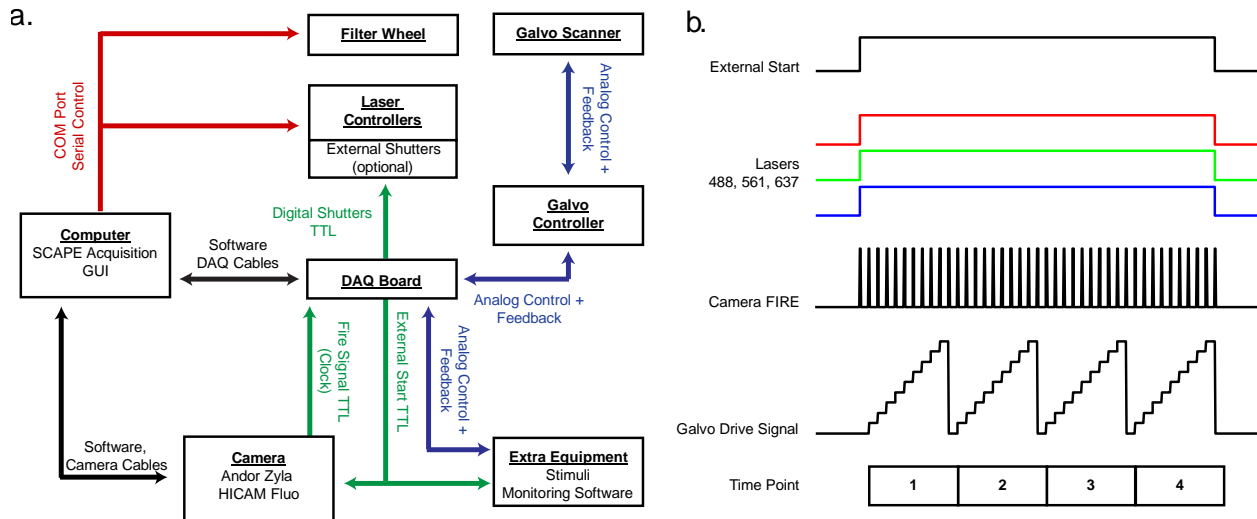 a.
Filter Wheel
Galvo Scanner
COM Port
Serial Control
Laser
Controllers
External Shutters
(optional)
Analog Control +
Feedback
Digital Shutters
TTL
Galvo
Controller
Computer
SCAPE Acquisition
GUI
Software
DAQ Cables
DAQ Board
Analog Control +
Feedback
Fire Signal TTL
(Clock)
External Start TTL
Analog Control +
Feedback
Software,
Camera Cables
Camera
Andor Zyla
HICAM Fluo
Extra Equipment
Stimuli
Monitoring Software
b.
External Start
Lasers
488, 561, 637
Camera FIRE
Galvo Drive Signal
Time Point
1 2 3 4